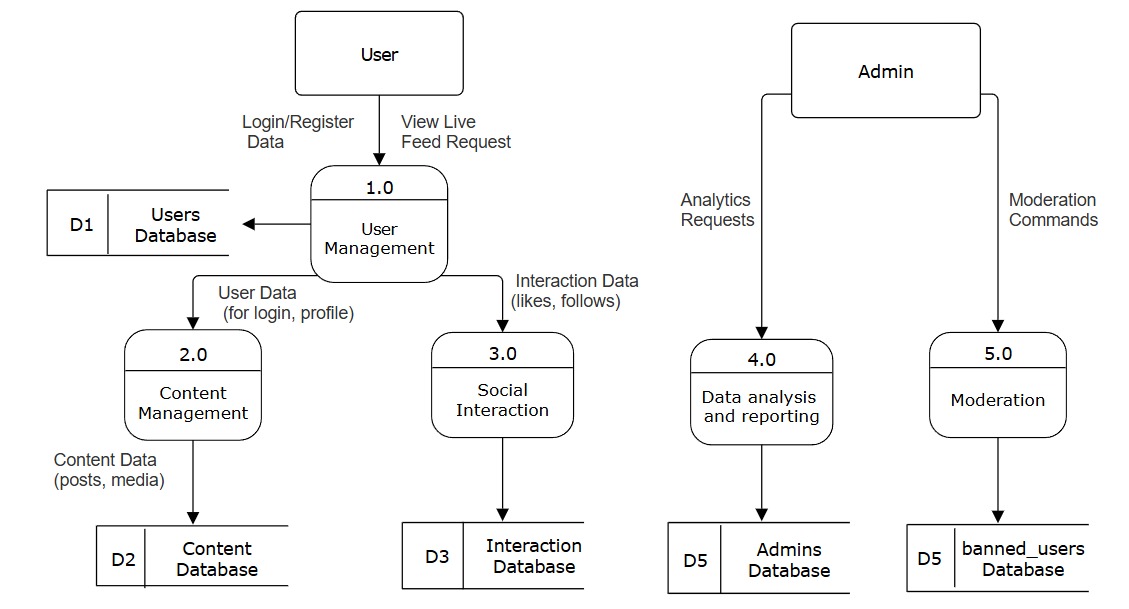 User
Admin
Login/Register
Data
View Live
Feed Request
1.0
User
Management
D1
Users
Database
Analytics
Requests
Moderation
Commands
User Data
(for login, profile)
Interaction Data
(likes, follows)
2.0
Content
Management
3.0
Social
Interaction
4.0
Data analysis
and reporting
5.0
Moderation
Content Data
(posts, media)
D2
Content
Database
D3
Interaction
Database
D5
Admins
Database
D5
banned_users
Database